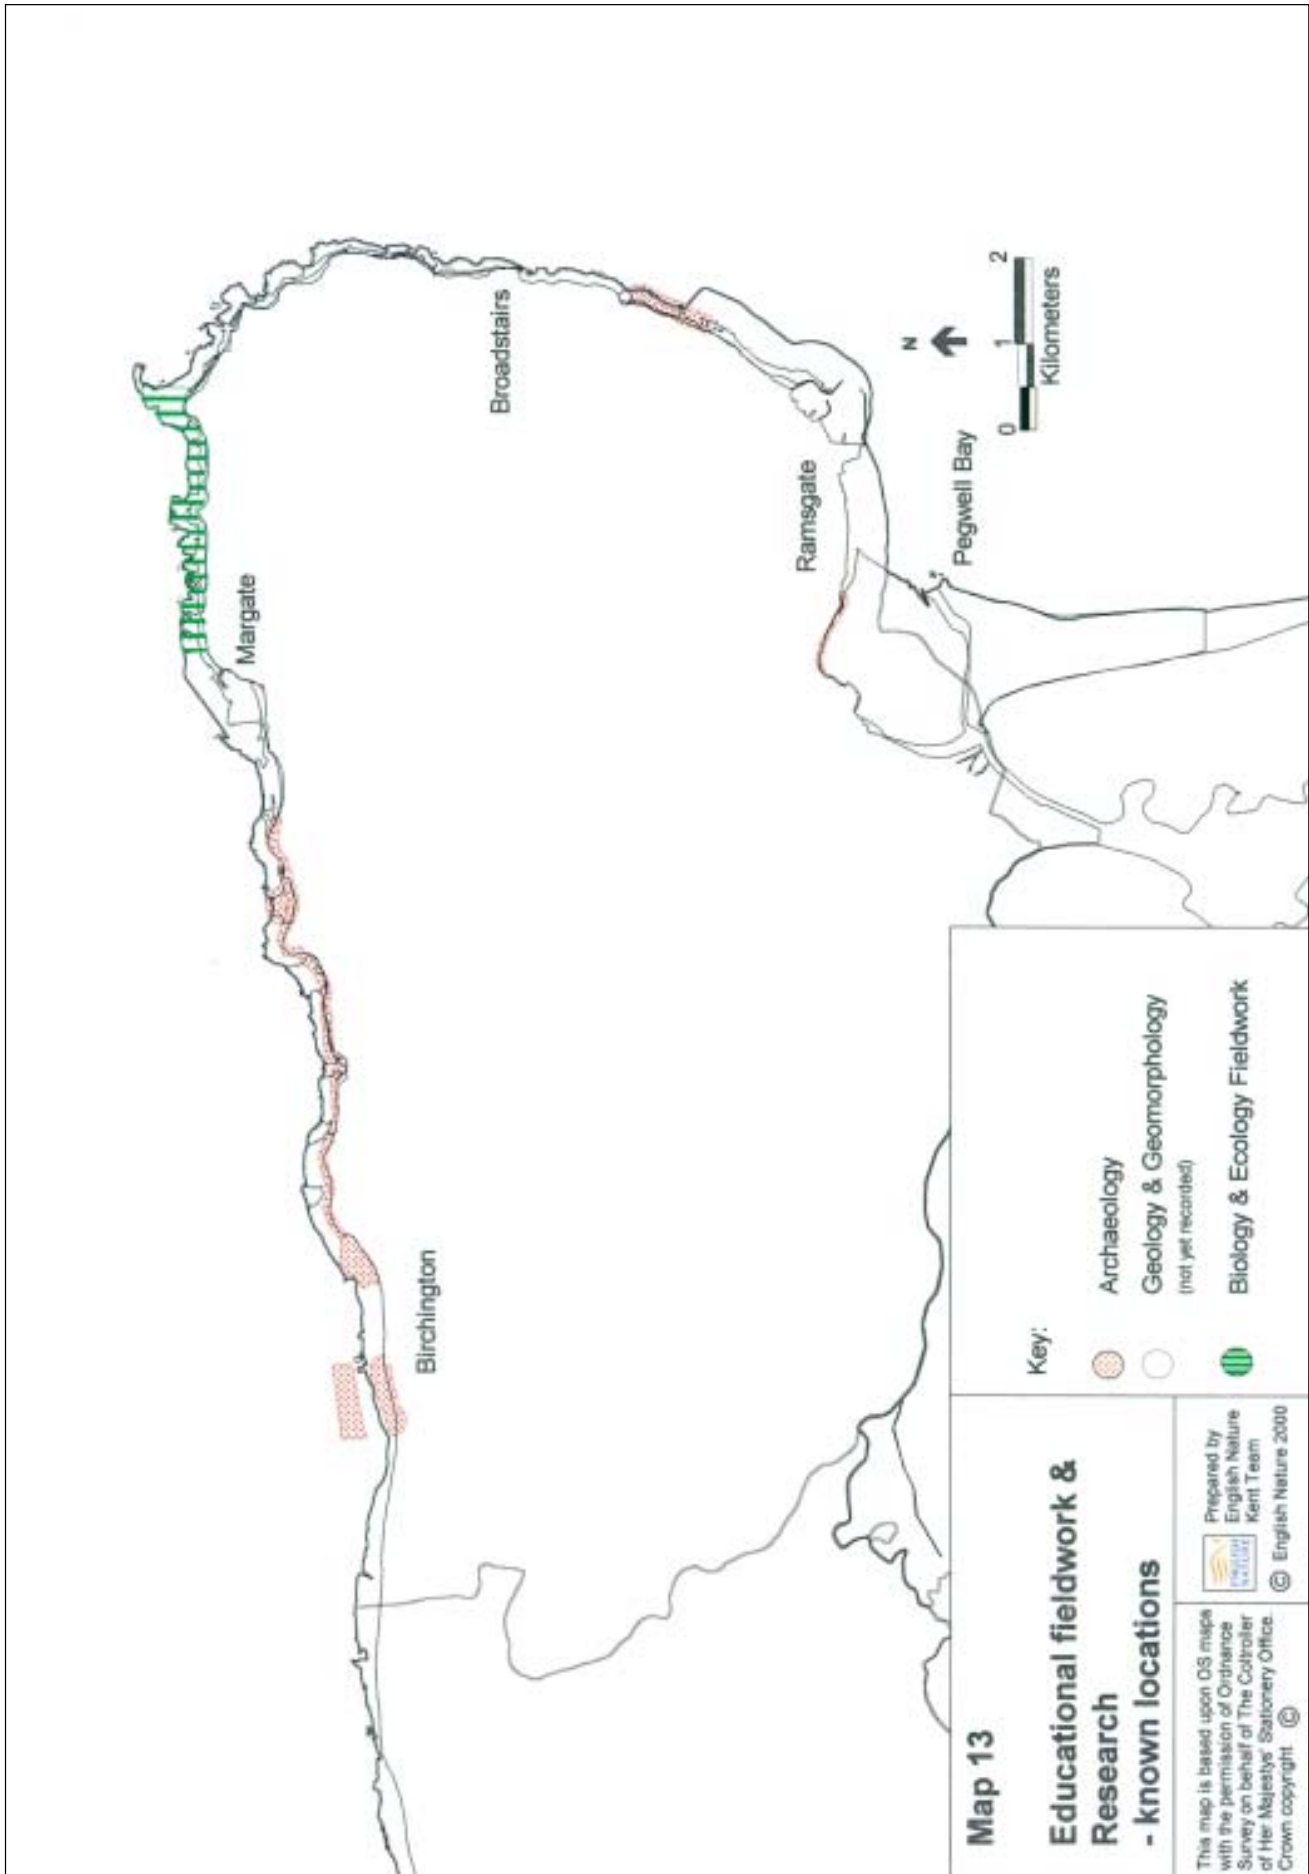 Margate
Broadstairs
Birchington
Ramsgate
Pegwell Bay
N
0 1 2
Kilometers
Map 13
Educational fieldwork &
Research
- known locations
Key:
Archaeology
Geology & Geomorphology
(not yet recorded)
Biology & Ecology Fieldwork
This map is based upon OS maps
with the permission of Ordnance
Survey on behalf of The Coltroller
of Her Majestys' Stationery Office.
Crown copyright ©
ENGLISH
NATURE
Prepared by
English Nature
Kent Team
© English Nature 2000